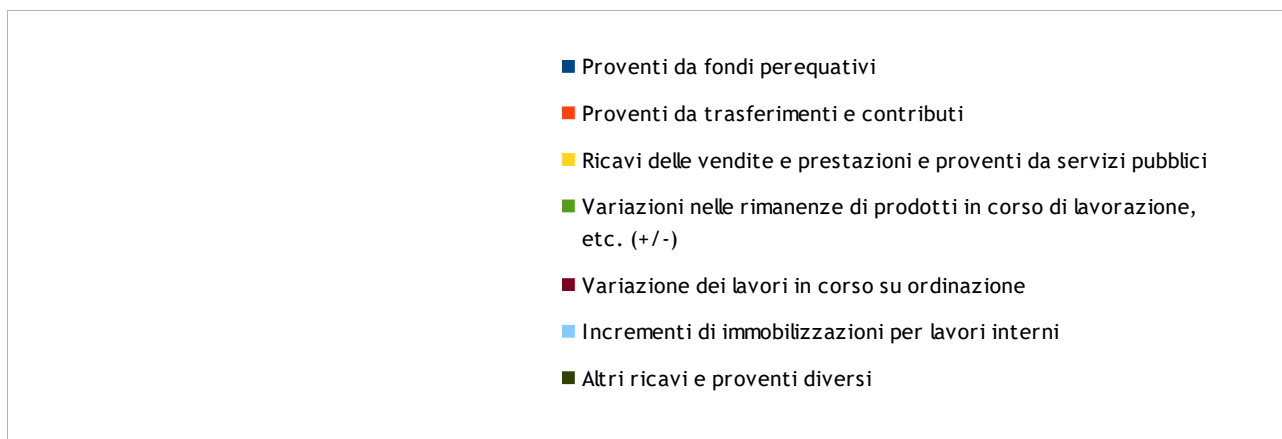 Proventi da fondi perequativi
Proventi da trasferimenti e contributi
Ricavi delle vendite e prestazioni e proventi da servizi pubblici
Variazioni nelle rimanenze di prodotti in corso di lavorazione,
etc. (+/-)
Variazione dei lavori in corso su ordinazione
Incrementi di immobilizzazioni per lavori interni
Altri ricavi e proventi diversi